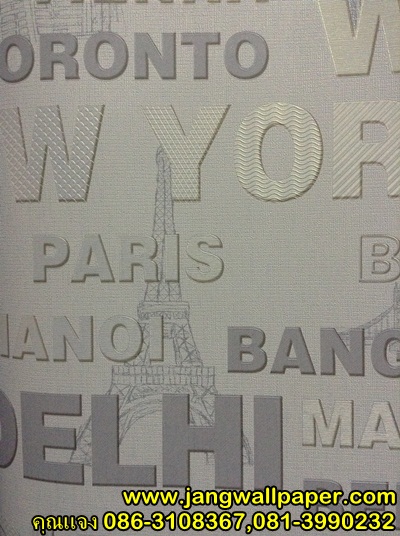 ORONTO W
W YOR
PARIS B
HANOI BANG
DELHI MA
www.jangwallpaper.com
คุณแจง 086-3108367,081-3990232